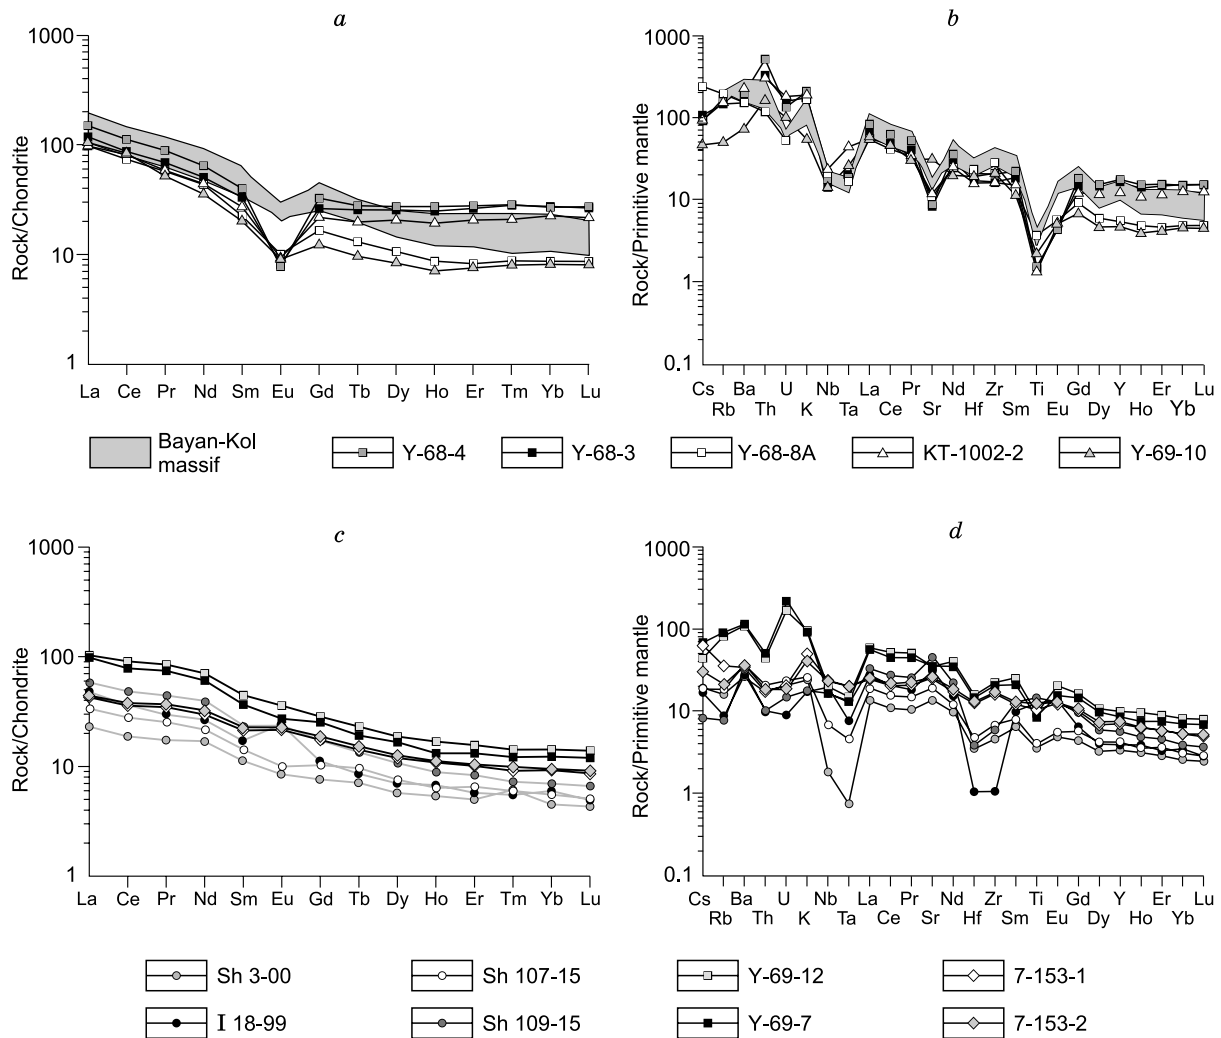 a
b
1000
100
10
1
Rock/Chondrite
La Ce Pr Nd Sm Eu Gd Tb Dy Ho Er Tm Yb Lu
1000
100
10
1
0.1
Rock/Primitive mantle
Cs Ba U Nb La Pr Nd Zr Ti Gd Y Er Lu
Rb Th K Ta Ce Sr Hf Sm Eu Dy Ho Yb
Bayan-Kol
massif
Y-68-4
Y-68-3
Y-68-8A
KT-1002-2
Y-69-10
c
d
1000
100
10
1
Rock/Chondrite
La Ce Pr Nd Sm Eu Gd Tb Dy Ho Er Tm Yb Lu
1000
100
10
1
0.1
Rock/Primitive mantle
Cs Ba U Nb La Pr Nd Zr Ti Gd Y Er Lu
Rb Th K Ta Ce Sr Hf Sm Eu Dy Ho Yb
Sh 3-00
Sh 107-15
Y-69-12
7-153-1
I 18-99
Sh 109-15
Y-69-7
7-153-2